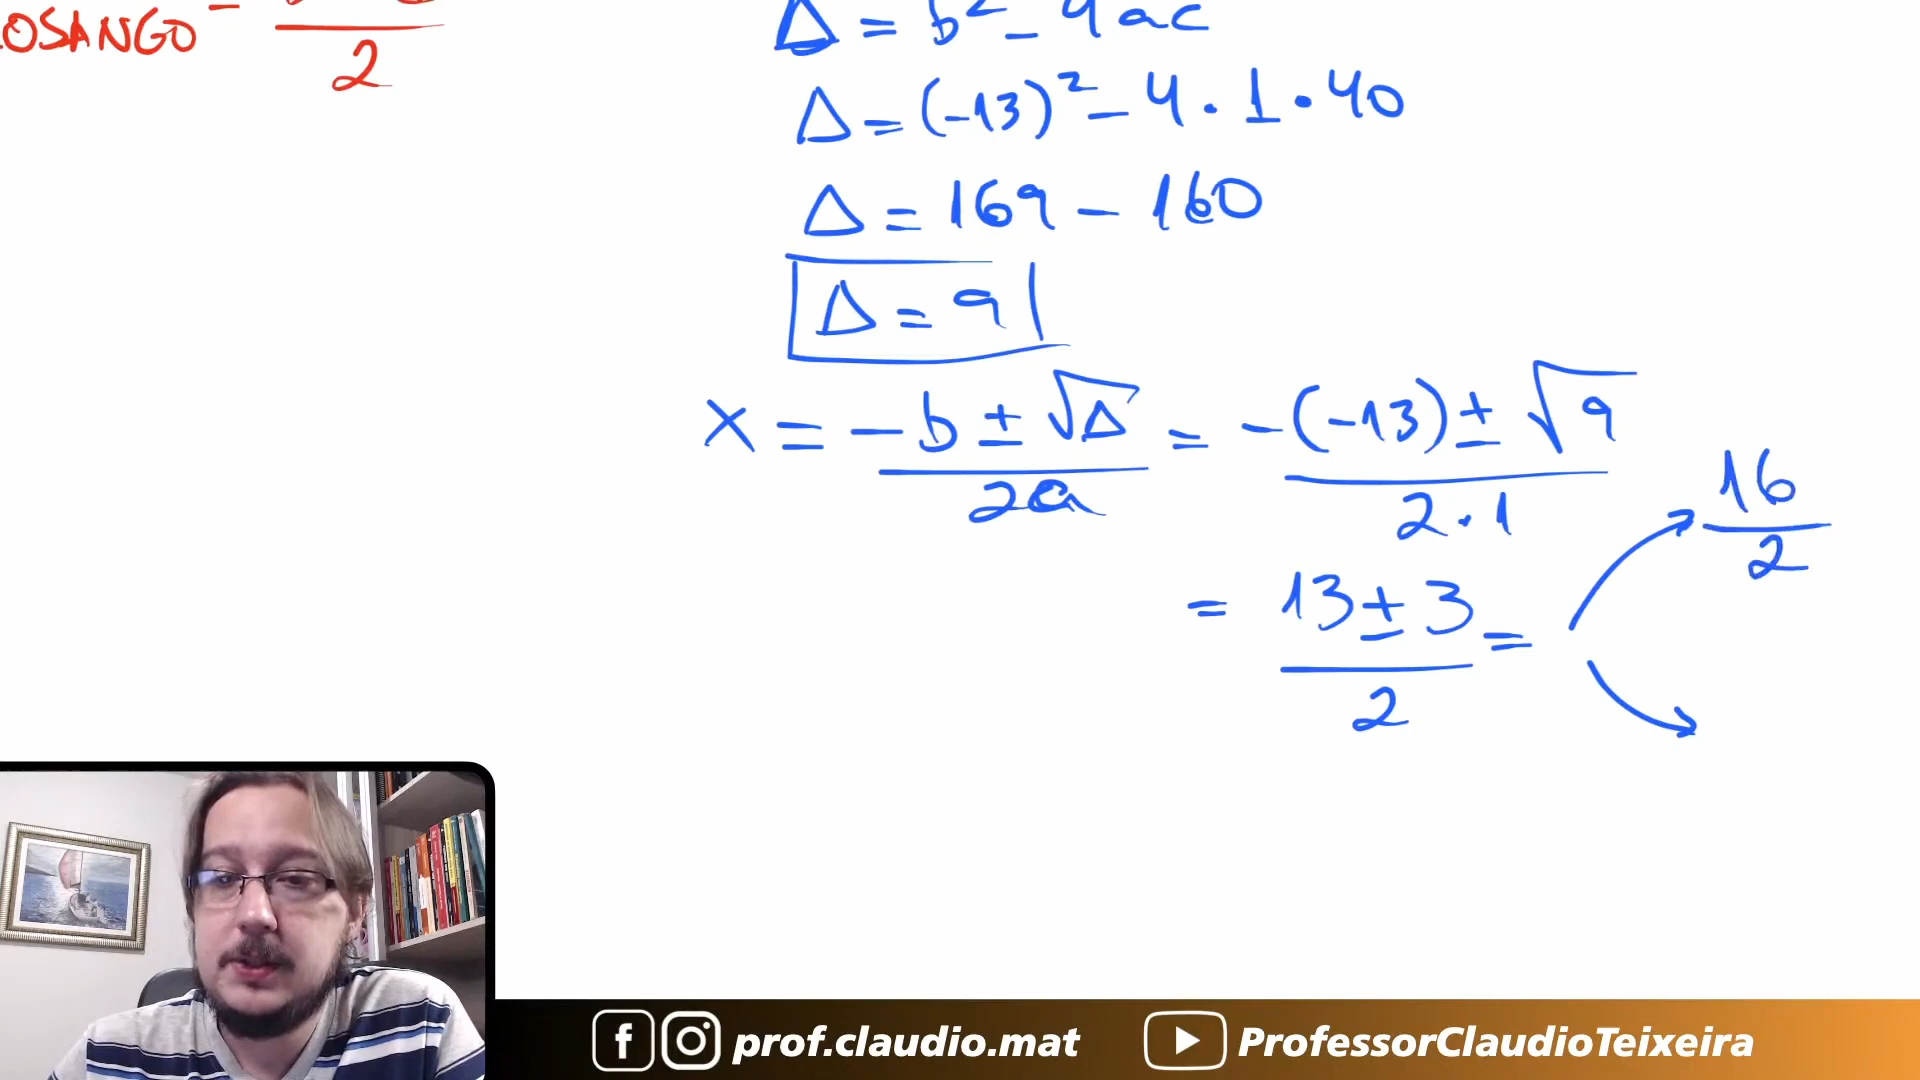 OSANGO = 
2
Δ = b² - 4ac
Δ = (-13)² - 4 · 1 · 40
Δ = 169 - 160
Δ = 9
x = -b ± √Δ / 2a = -(-13) ± √9 / 2 · 1
= 13 ± 3 / 2 =
16 / 2
prof.claudio.mat
ProfessorClaudioTeixeira